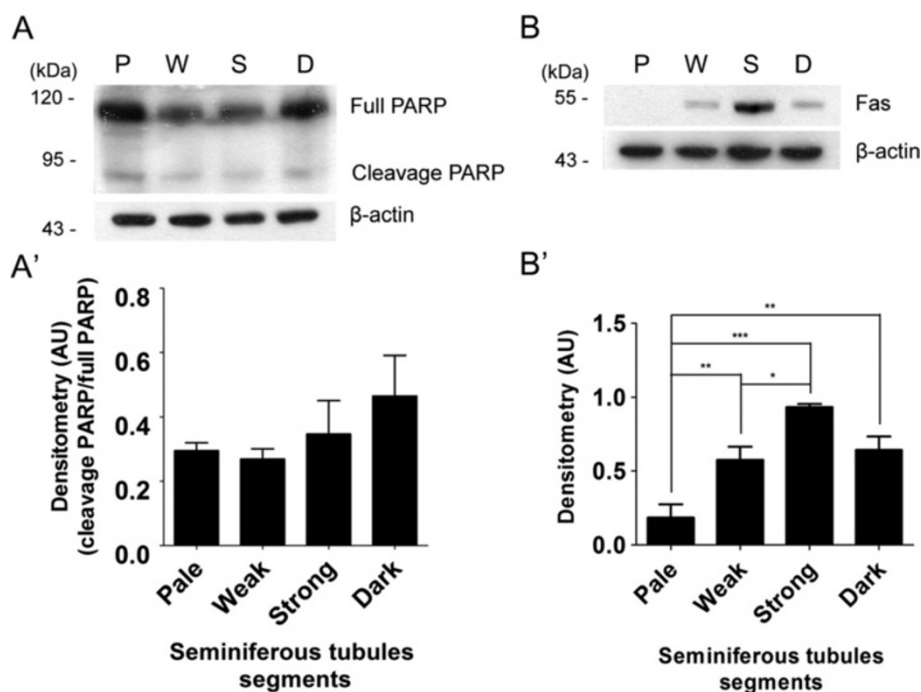 A
(kDa) P W S D
120 - Full PARP
95 - Cleavage PARP
43 - β-actin
B
(kDa) P W S D
55 - Fas
43 - β-actin
A'
Densitometry (AU)
(cleavage PARP/full PARP)
0.8
0.6
0.4
0.2
0.0
Pale Weak Strong Dark
Seminiferous tubules
segments
B'
Densitometry (AU)
1.5
1.0
0.5
0.0
**
***
** *
Pale Weak Strong Dark
Seminiferous tubules
segments